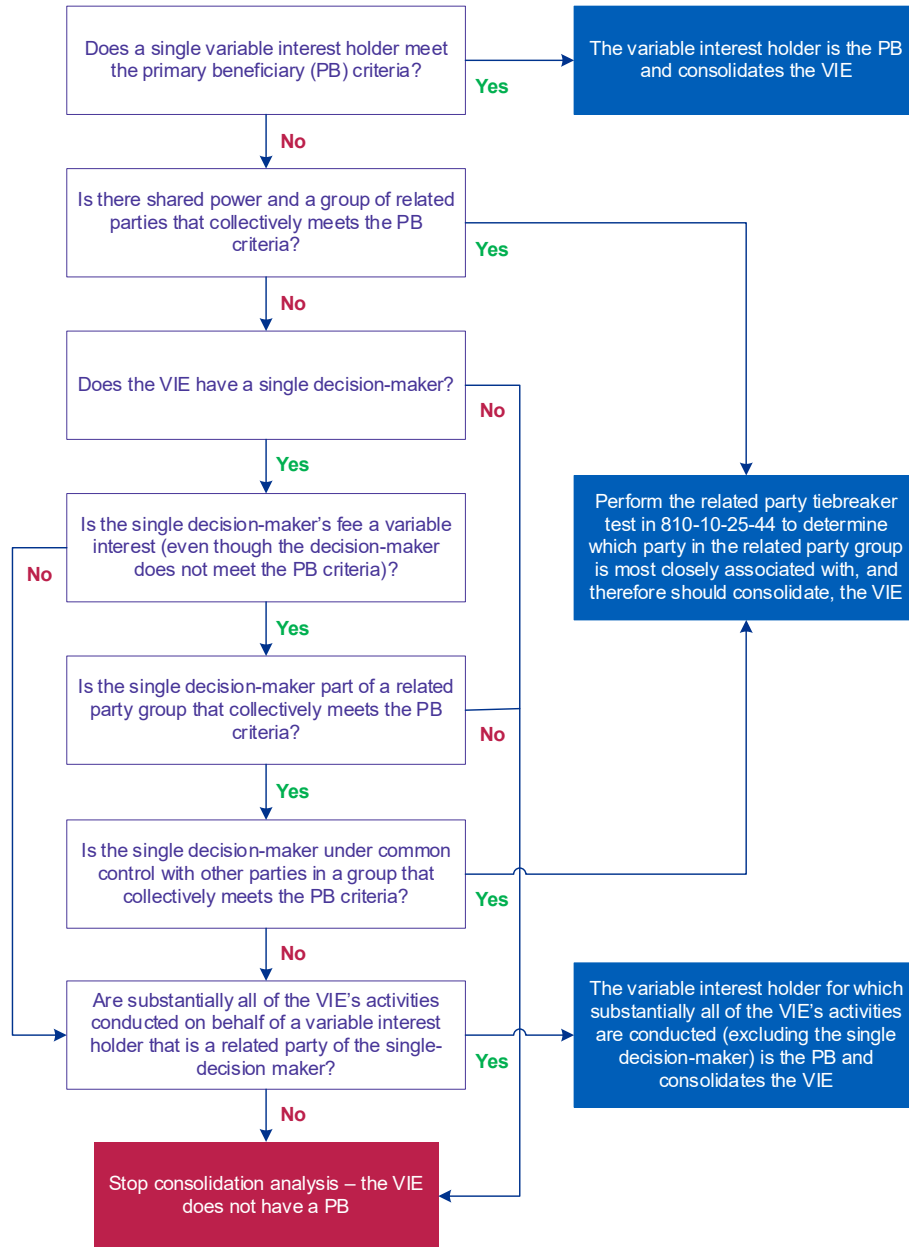 Does a single variable interest holder meet
the primary beneficiary (PB) criteria?
Yes
The variable interest holder is the PB
and consolidates the VIE
No
Is there shared power and a group of related
parties that collectively meets the PB
criteria?
Yes
No
Does the VIE have a single decision-maker?
No
Yes
Is the single decision-maker's fee a variable
interest (even though the decision-maker
does not meet the PB criteria)?
No
Perform the related party tiebreaker
test in 810-10-25-44 to determine
which party in the related party group
is most closely associated with, and
therefore should consolidate, the VIE
Yes
Is the single decision-maker part of a related
party group that collectively meets the PB
criteria?
No
Yes
Is the single decision-maker under common
control with other parties in a group that
collectively meets the PB criteria?
Yes
No
Are substantially all of the VIE's activities
conducted on behalf of a variable interest
holder that is a related party of the single-
decision maker?
Yes
The variable interest holder for which
substantially all of the VIE's activities
are conducted (excluding the single
decision-maker) is the PB and
consolidates the VIE
No
Stop consolidation analysis – the VIE
does not have a PB